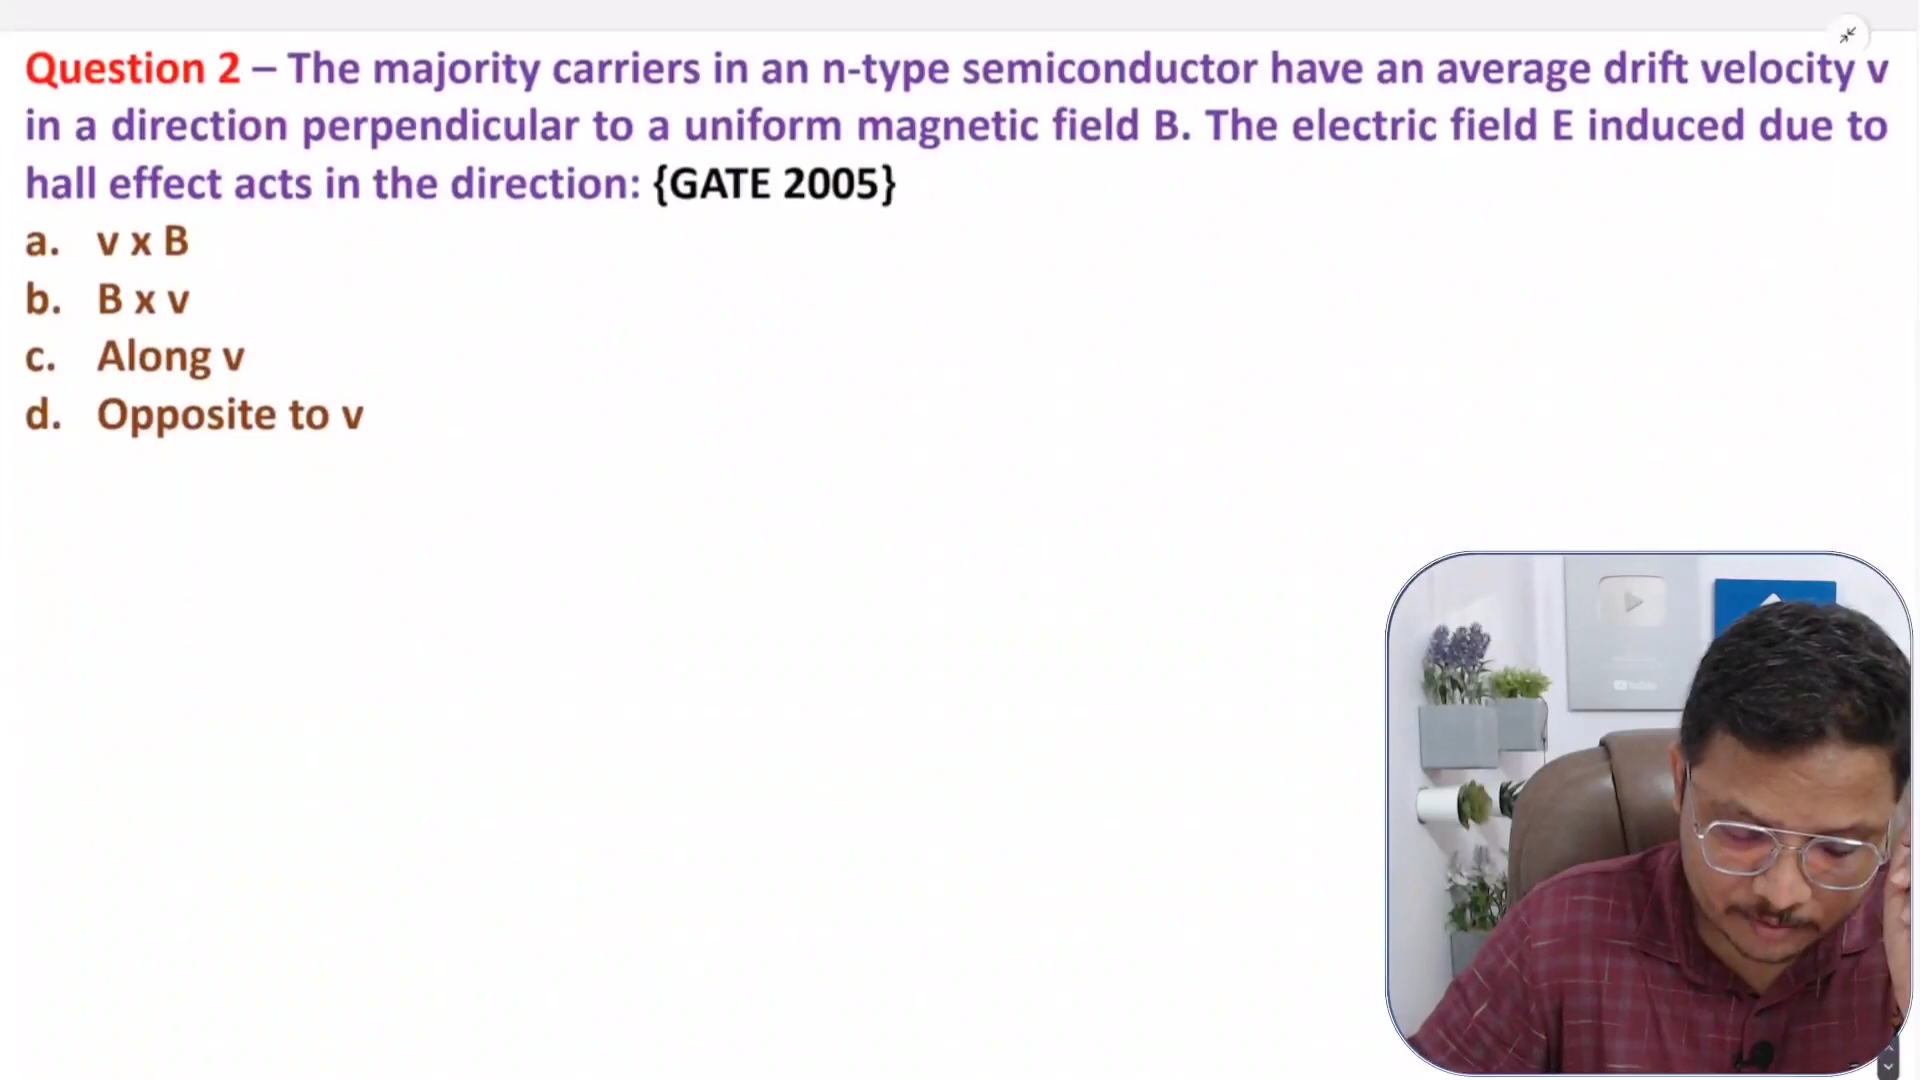 Question 2 – The majority carriers in an n-type semiconductor have an average drift velocity v
in a direction perpendicular to a uniform magnetic field B. The electric field E induced due to
hall effect acts in the direction: {GATE 2005}
a. v x B
b. B x v
c. Along v
d. Opposite to v